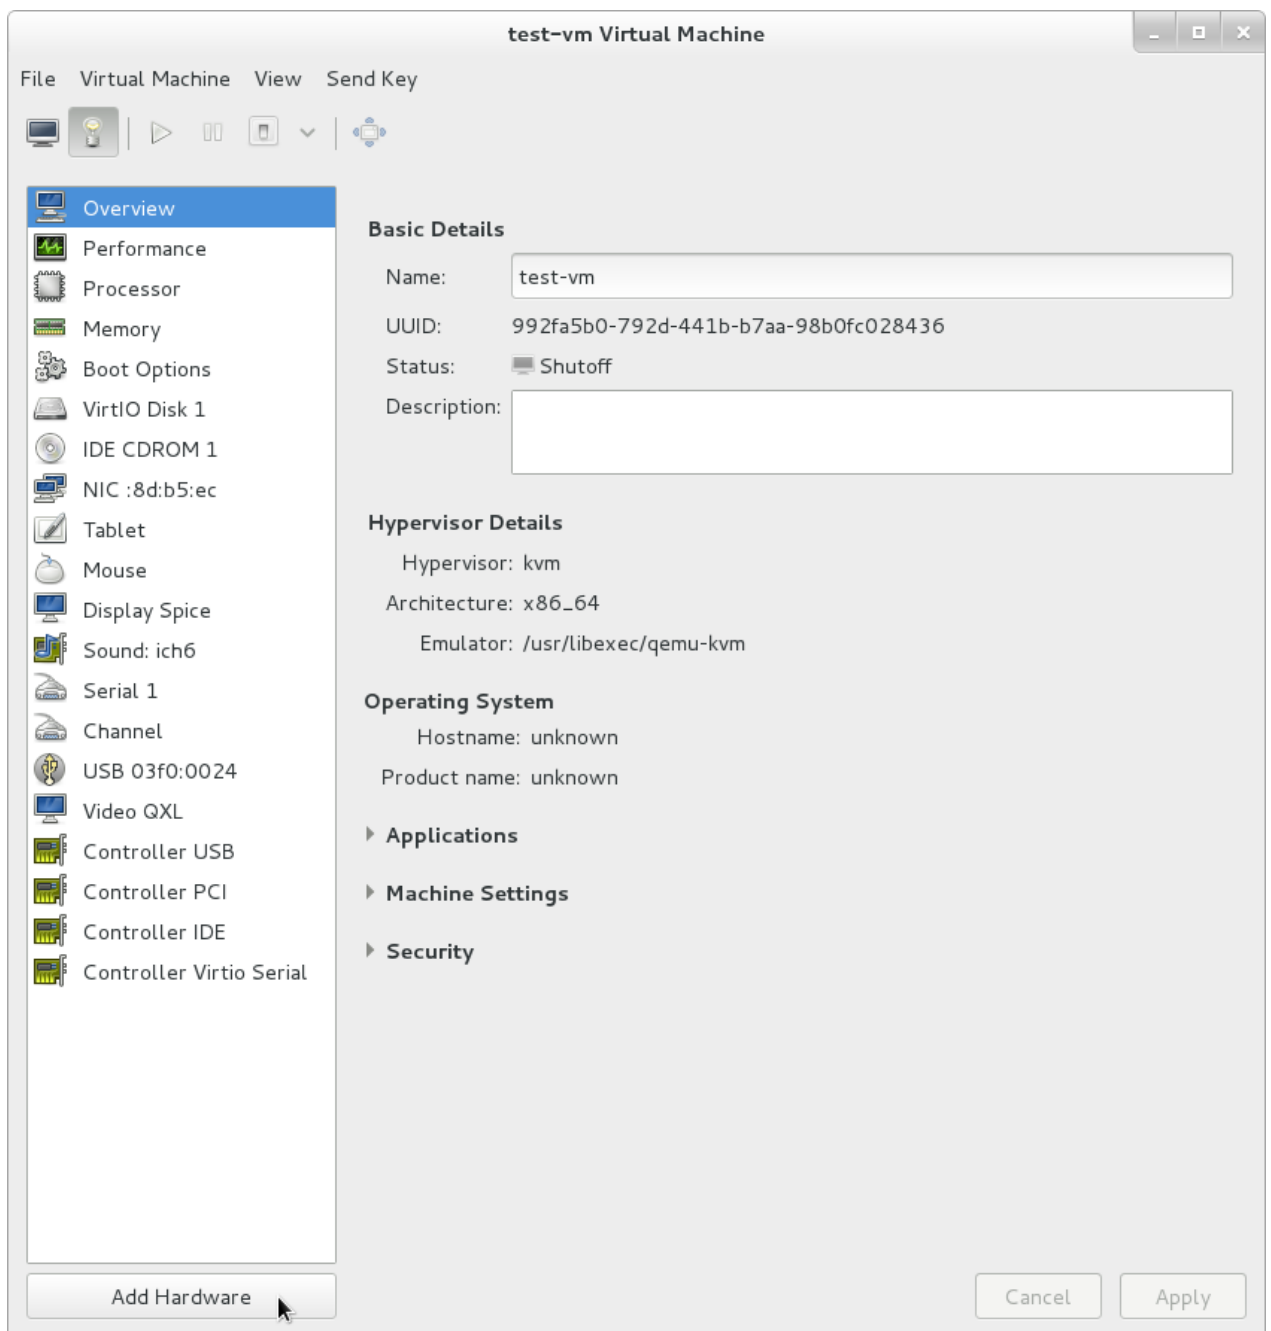 test-vm Virtual Machine
File Virtual Machine View Send Key
Overview
Performance
Processor
Memory
Boot Options
VirtIO Disk 1
IDE CDROM 1
NIC :8d:b5:ec
Tablet
Mouse
Display Spice
Sound: ich6
Serial 1
Channel
USB 03f0:0024
Video QXL
Controller USB
Controller PCI
Controller IDE
Controller Virtio Serial
Add Hardware
Basic Details
Name: test-vm
UUID: 992fa5b0-792d-441b-b7aa-98b0fc028436
Status: Shutoff
Description:
Hypervisor Details
Hypervisor: kvm
Architecture: x86_64
Emulator: /usr/libexec/qemu-kvm
Operating System
Hostname: unknown
Product name: unknown
Applications
Machine Settings
Security
Cancel Apply